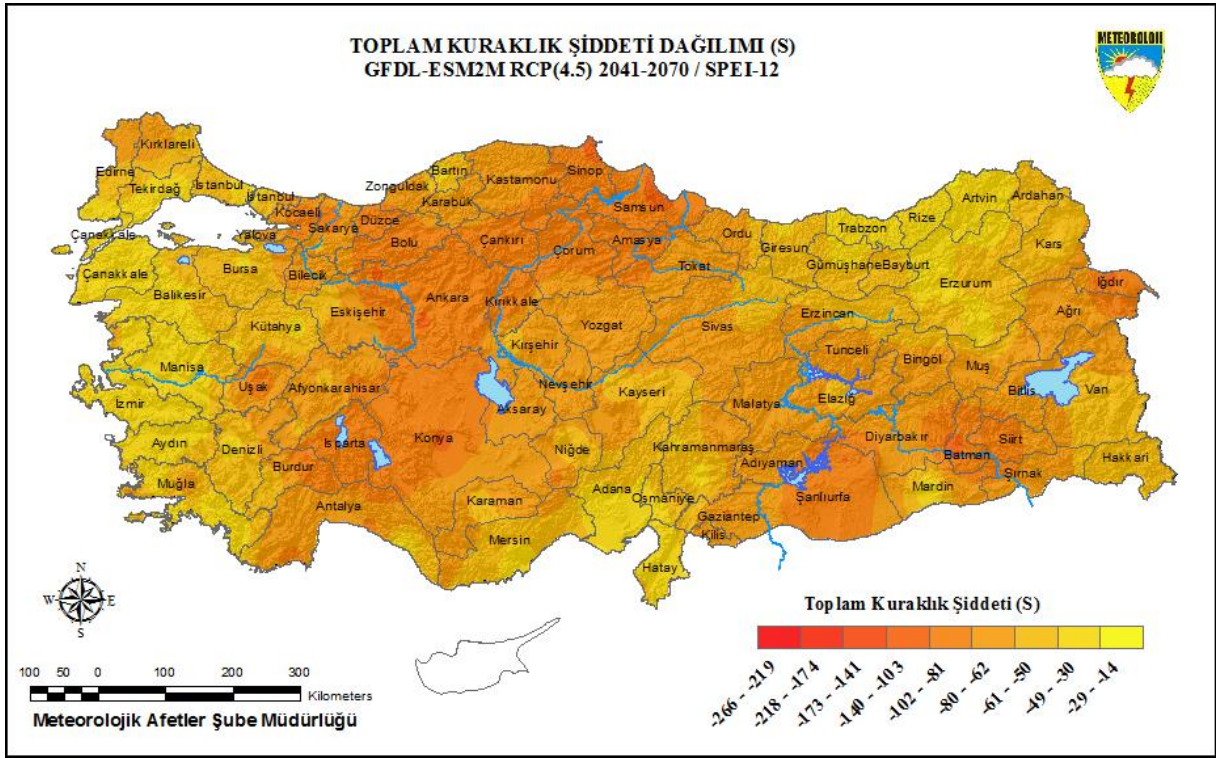 TOPLAM KURAKLIK ŞİDDETİ DAĞILIMI (S)
GFDL-ESM2M RCP(4.5) 2041-2070 / SPEI-12
METEOROLOJI
Kırklareli
Edirne
Tekirdağ
İstanbul
İstanbul
Kocaeli
Yalova
Sakarya
Düzce
Zonguldak
Bartın
Karabük
Kastamonu
Sinop
Samsun
Bolu
Çankırı
Çorum
Amasya
Tokat
Ordu
Giresun
Trabzon
Rize
Artvin
Ardahan
Kars
Gümüşhane
Bayburt
Erzurum
Iğdır
Ağrı
Çanakkale
Çanakkale
Balıkesir
Bursa
Bilecik
Eskişehir
Ankara
Kırıkkale
Yozgat
Sivas
Erzincan
Tunceli
Bingöl
Muş
Bitlis
Van
Kütahya
Manisa
Uşak
Afyonkarahisar
Kırşehir
Nevşehir
Kayseri
Aksaray
Malatya
Elazığ
Diyarbakır
Batman
Siirt
Şırnak
Hakkari
İzmir
Aydın
Denizli
Isparta
Burdur
Konya
Niğde
Kahramanmaraş
Adıyaman
Şanlıurfa
Mardin
Muğla
Antalya
Karaman
Mersin
Adana
Osmaniye
Gaziantep
Kilis
Hatay
N
W
E
S
100 50 0 100 200 300
Kilometers
Meteorolojik Afetler Şube Müdürlüğü
Toplam Kuraklık Şiddeti (S)
-266 - -219
-218 - -174
-173 - -141
-140 - -103
-102 - -81
-80 - -62
-61 - -50
-49 - -30
-29 - -14